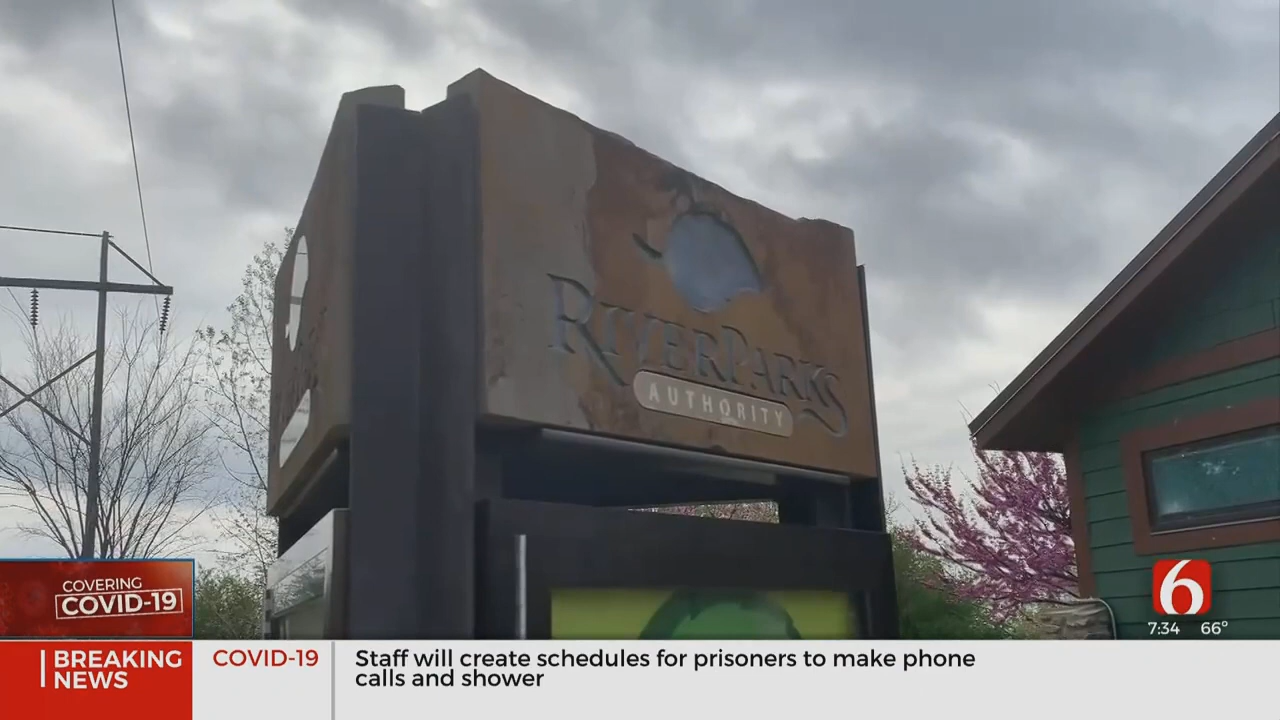 RIVERPARKS
AUTHORITY
COVERING
COVID-19
6
7:34 66°
BREAKING
NEWS
COVID-19
Staff will create schedules for prisoners to make phone
calls and shower